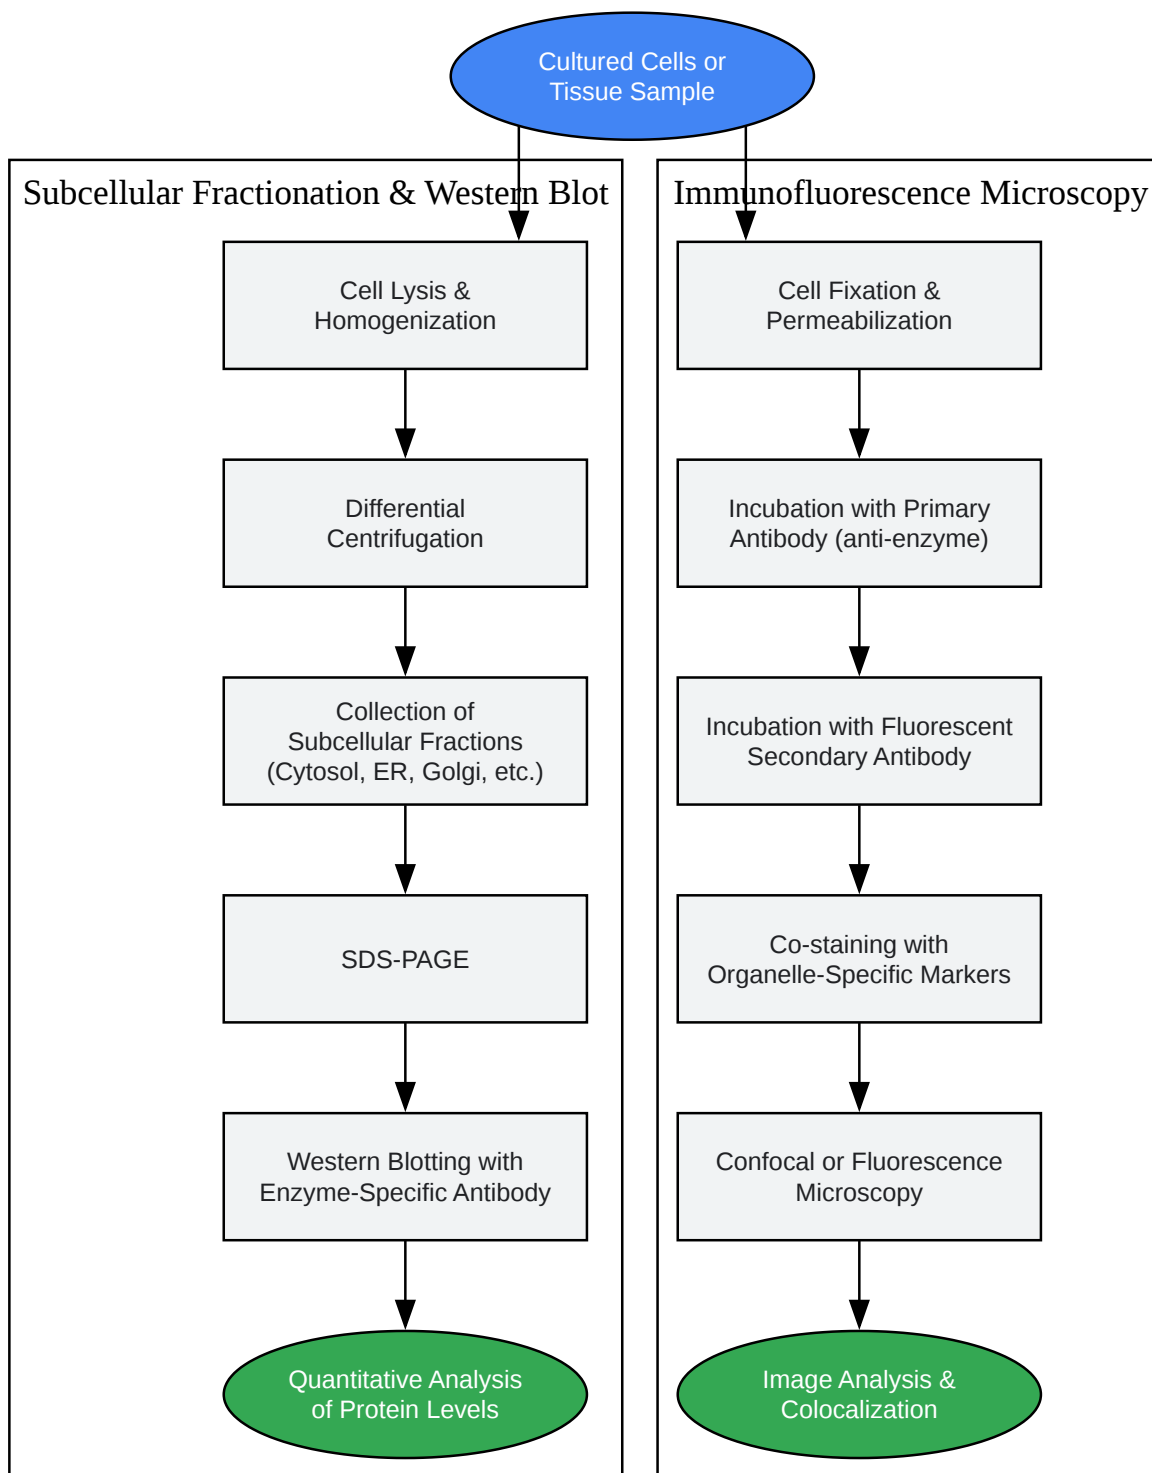 Cultured Cells or
Tissue Sample
Subcellular Fractionation & Western Blot
Cell Lysis &
Homogenization
Differential
Centrifugation
Collection of
Subcellular Fractions
(Cytosol, ER, Golgi, etc.)
SDS-PAGE
Western Blotting with
Enzyme-Specific Antibody
Quantitative Analysis
of Protein Levels
Immunofluorescence Microscopy
Cell Fixation &
Permeabilization
Incubation with Primary
Antibody (anti-enzyme)
Incubation with Fluorescent
Secondary Antibody
Co-staining with
Organelle-Specific Markers
Confocal or Fluorescence
Microscopy
Image Analysis &
Colocalization